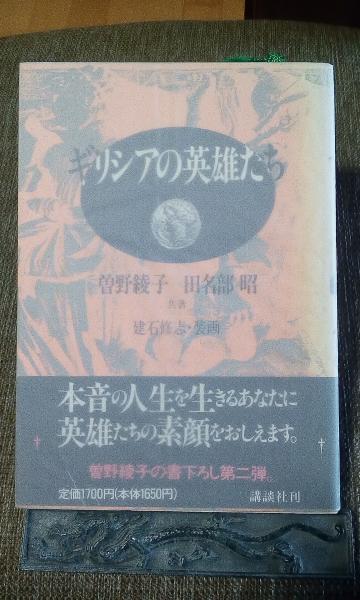 ギリシアの英雄たち
曽野綾子 田名部 昭
共著
建石修志・装画
本音の人生を生きるあなたに
英雄たちの素顔をおしえます。
曽野綾子の書下ろし第二弾。
定価1700円(本体1650円)
講談社刊